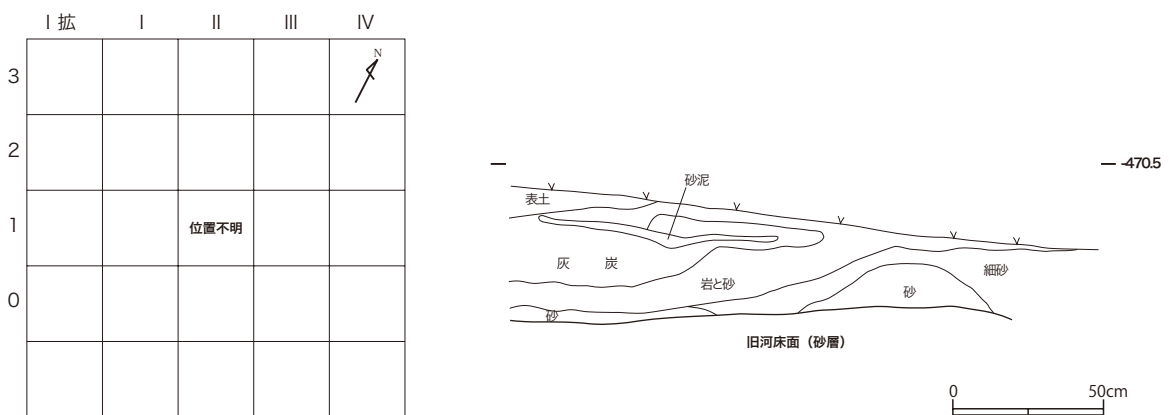 I 拡 I II III IV
N
3
2
1
位置不明
0
-470.5
砂泥
表土
灰 炭
岩と砂
細砂
砂
砂
旧河床面（砂層）
0 50cm